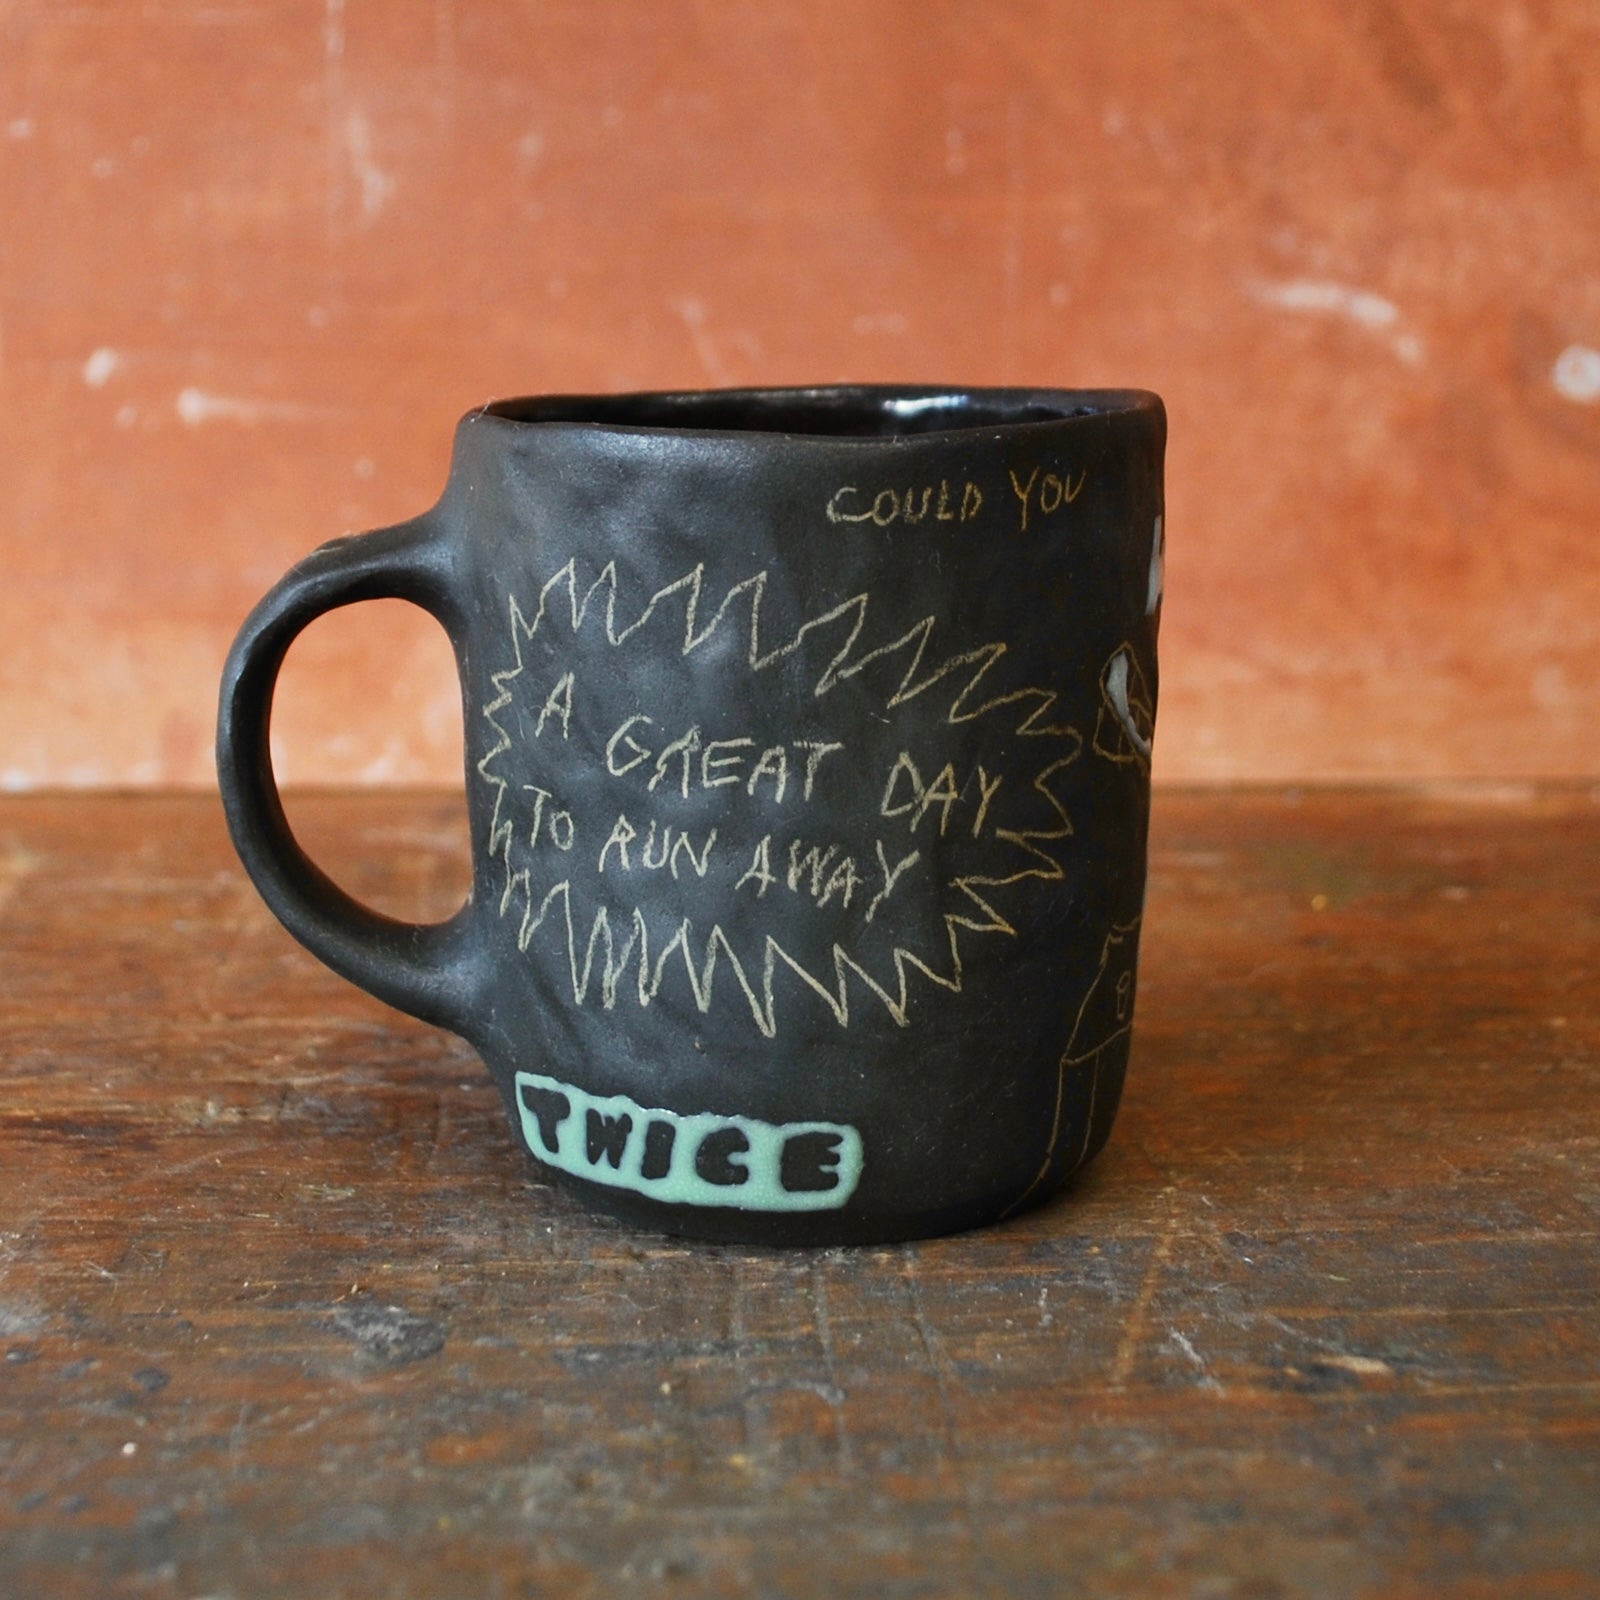 COULD YOU
A GREAT DAY
TO RUN AWAY
TWICE